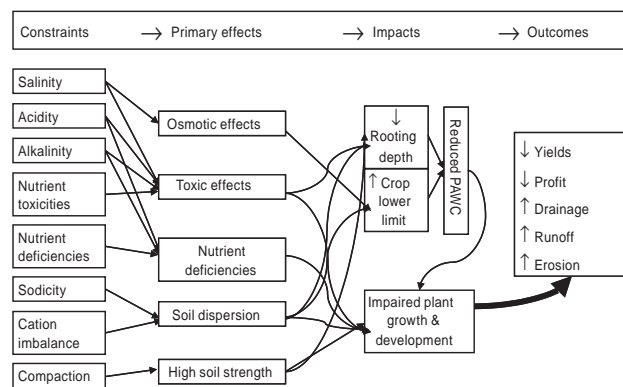 Constraints → Primary effects → Impacts → Outcomes
Salinity
Acidity
Alkalinity
Nutrient
toxicities
Nutrient
deficiencies
Sodicity
Cation
imbalance
Compaction
Osmotic effects
Toxic effects
Nutrient
deficiencies
Soil dispersion
High soil strength
↓
Rooting
depth
↑ Crop
lower
limit
Reduced PAWC
Impaired plant
growth &
development
↓ Yields
↓ Profit
↑ Drainage
↑ Runoff
↑ Erosion